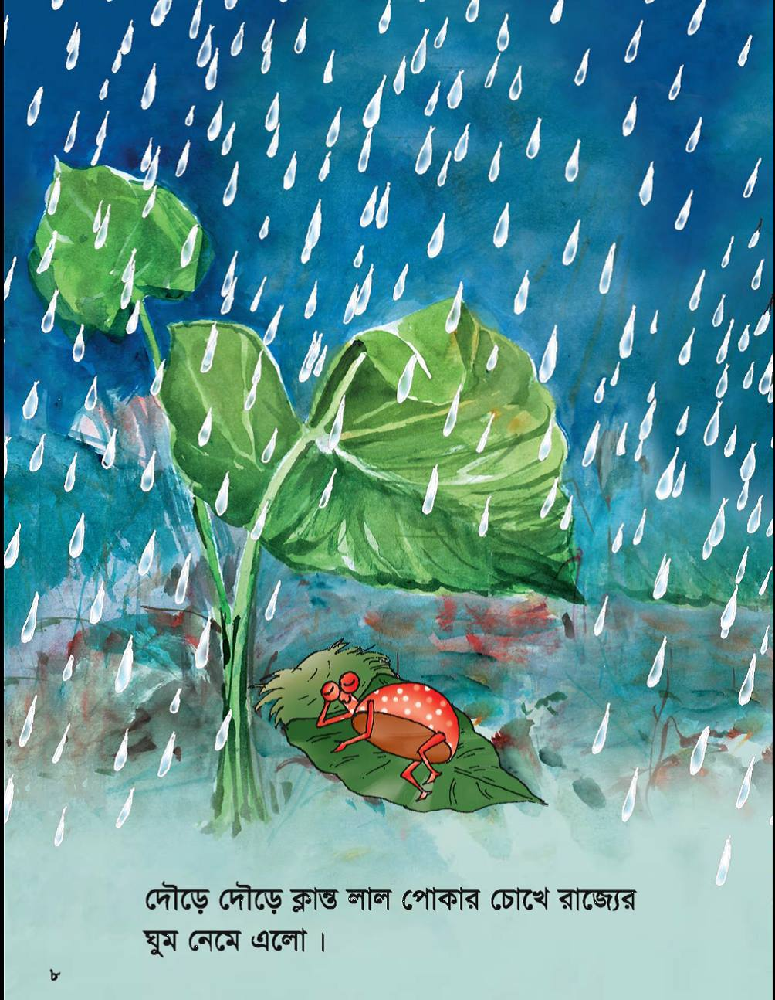 দৌড়ে দৌড়ে ক্লান্ত লাল পোকার চোখে রাজ্যের
ঘুম নেমে এলো।
৮